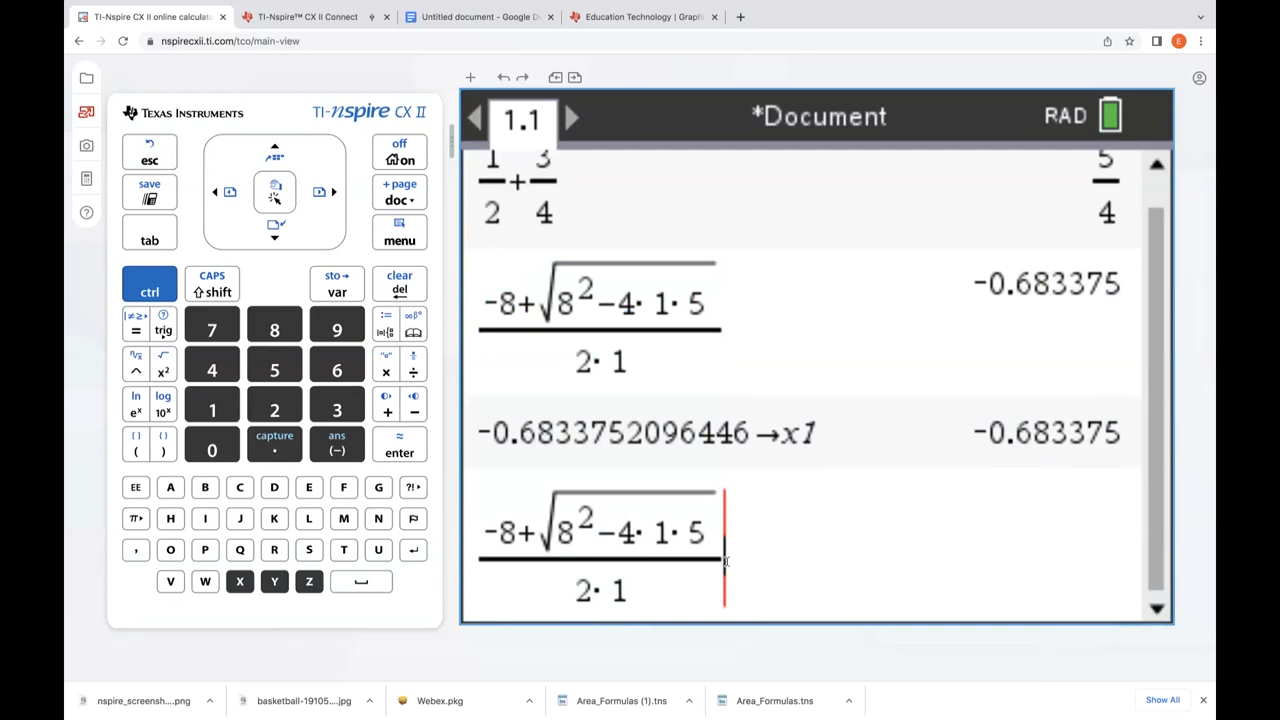 TI-Nspire CX II online calculat
TI-Nspire™ CX II Connect
Untitled document - Google D
Education Technology | Graphi
nspirecxii.ti.com/tco/main-view
TEXAS INSTRUMENTS
TI-nspire CX II
esc
off
on
save
+ page
doc
tab
menu
ctrl
CAPS
shift
sto→
var
clear
del
=
trig
7
8
9
:=
∞β°
^
√
x²
4
5
6
"∘"
×
÷
ln
eˣ
log
10ˣ
1
2
3
+
−
[ ]
(
{ }
)
0
capture
.
ans
(−)
≈
enter
EE
A
B
C
D
E
F
G
?!
π
H
I
J
K
L
M
N
,
O
P
Q
R
S
T
U
V
W
X
Y
Z
1.1
*Document
RAD
1/2+3/4
5/4
(-8+√(8²−4·1·5))/(2·1)
-0.683375
-0.6833752096446→x1
-0.683375
(-8+√(8²−4·1·5))/(2·1)
nspire_screensh....png
basketball-19105....jpg
Webex.pkg
Area_Formulas (1).tns
Area_Formulas.tns
Show All